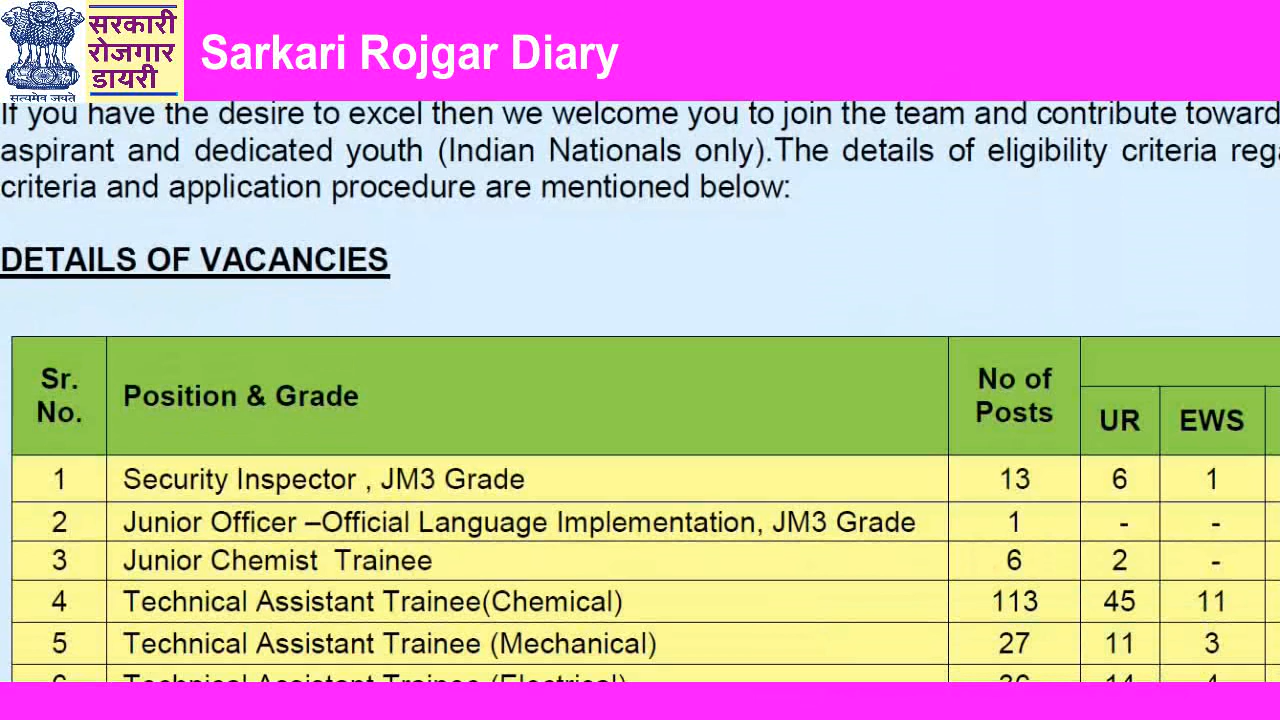 सरकारी
रोजगार
डायरी
सत्यमेव जयते
Sarkari Rojgar Diary
If you have the desire to excel then we welcome you to join the team and contribute toward
aspirant and dedicated youth (Indian Nationals only).The details of eligibility criteria rega
criteria and application procedure are mentioned below:
DETAILS OF VACANCIES
Sr. No. Position & Grade No of Posts UR EWS
1 Security Inspector , JM3 Grade 13 6 1
2 Junior Officer –Official Language Implementation, JM3 Grade 1 - -
3 Junior Chemist Trainee 6 2 -
4 Technical Assistant Trainee(Chemical) 113 45 11
5 Technical Assistant Trainee (Mechanical) 27 11 3
Technical Assistant Trainee (Electrical)